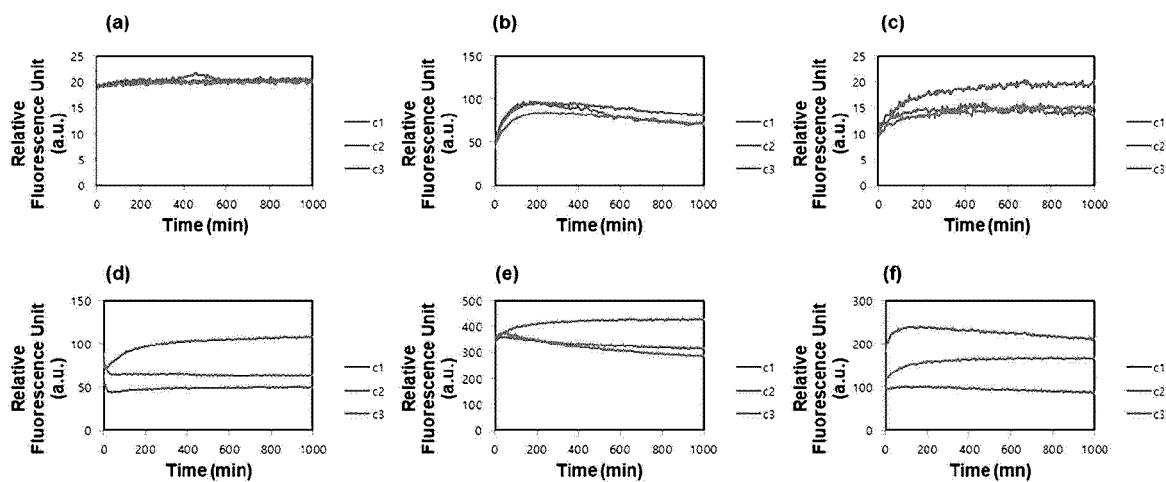 (a)
Relative
Fluorescence Unit
(a.u.)
25
20
15
10
5
0
0 200 400 600 800 1000
Time (min)
c1
c2
c3
(b)
Relative
Fluorescence Unit
(a.u.)
150
100
50
0
0 200 400 600 800 1000
Time (min)
c1
c2
c3
(c)
Relative
Fluorescence Unit
(a.u.)
25
20
15
10
5
0
0 200 400 600 800 1000
Time (min)
c1
c2
c3
(d)
Relative
Fluorescence Unit
(a.u.)
150
100
50
0
0 200 400 600 800 1000
Time (min)
c1
c2
c3
(e)
Relative
Fluorescence Unit
(a.u.)
500
400
300
200
100
0
0 200 400 600 800 1000
Time (min)
c1
c2
c3
(f)
Relative
Fluorescence Unit
(a.u.)
300
200
100
0
0 200 400 600 800 1000
Time (mn)
c1
c2
c3